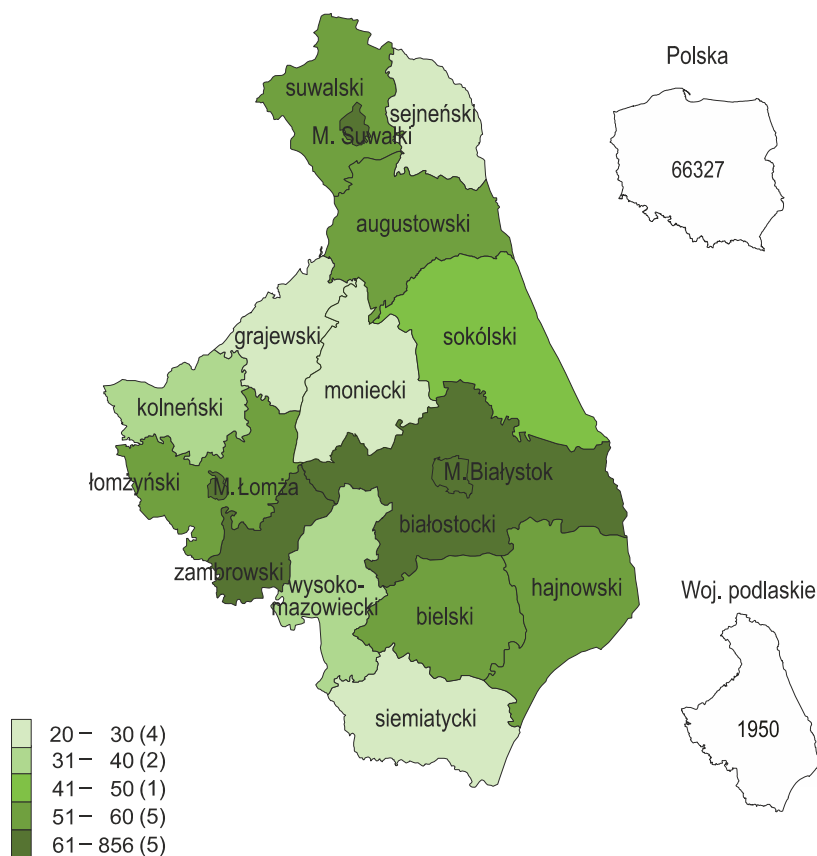 Polska
66327
suwalski
sejneński
M. Suwałki
augustowski
grajewski
sokólski
moniecki
kolneński
łomżyński
M. Łomża
M. Białystok
białostocki
zambrowski
wysoko-
mazowiecki
hajnowski
bielski
siemiatycki
Woj. podlaskie
1950
20 – 30 (4)
31 – 40 (2)
41 – 50 (1)
51 – 60 (5)
61 – 856 (5)